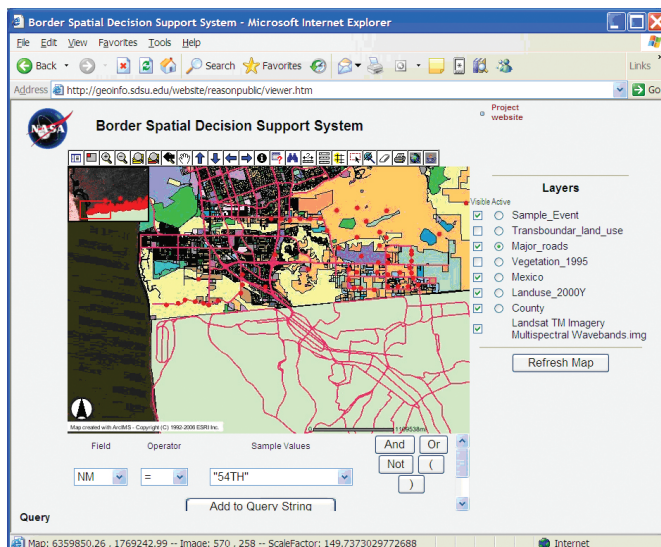 Border Spatial Decision Support System - Microsoft Internet Explorer
File Edit View Favorites Tools Help
Back Search Favorites Links
Address http://geoinfo.sdsu.edu/website/reasonpublic/viewer.htm Go
NASA
Border Spatial Decision Support System
Project
website
Layers
Visible Active
Sample_Event
Transboundar_land_use
Major_roads
Vegetation_1995
Mexico
Landuse_2000Y
County
Landsat TM Imagery
Multispectral Wavebands.img
Refresh Map
Map created with ArcIMS - Copyright (C) 1992-2006 ESRI Inc.
0 1109538mi
Field Operator Sample Values
And Or
Not (
)
NM = "54TH"
Add to Query String
Query
Map: 6359850.26 , 1769242.99 -- Image: 570 , 258 -- ScaleFactor: 149.7373029772688 Internet